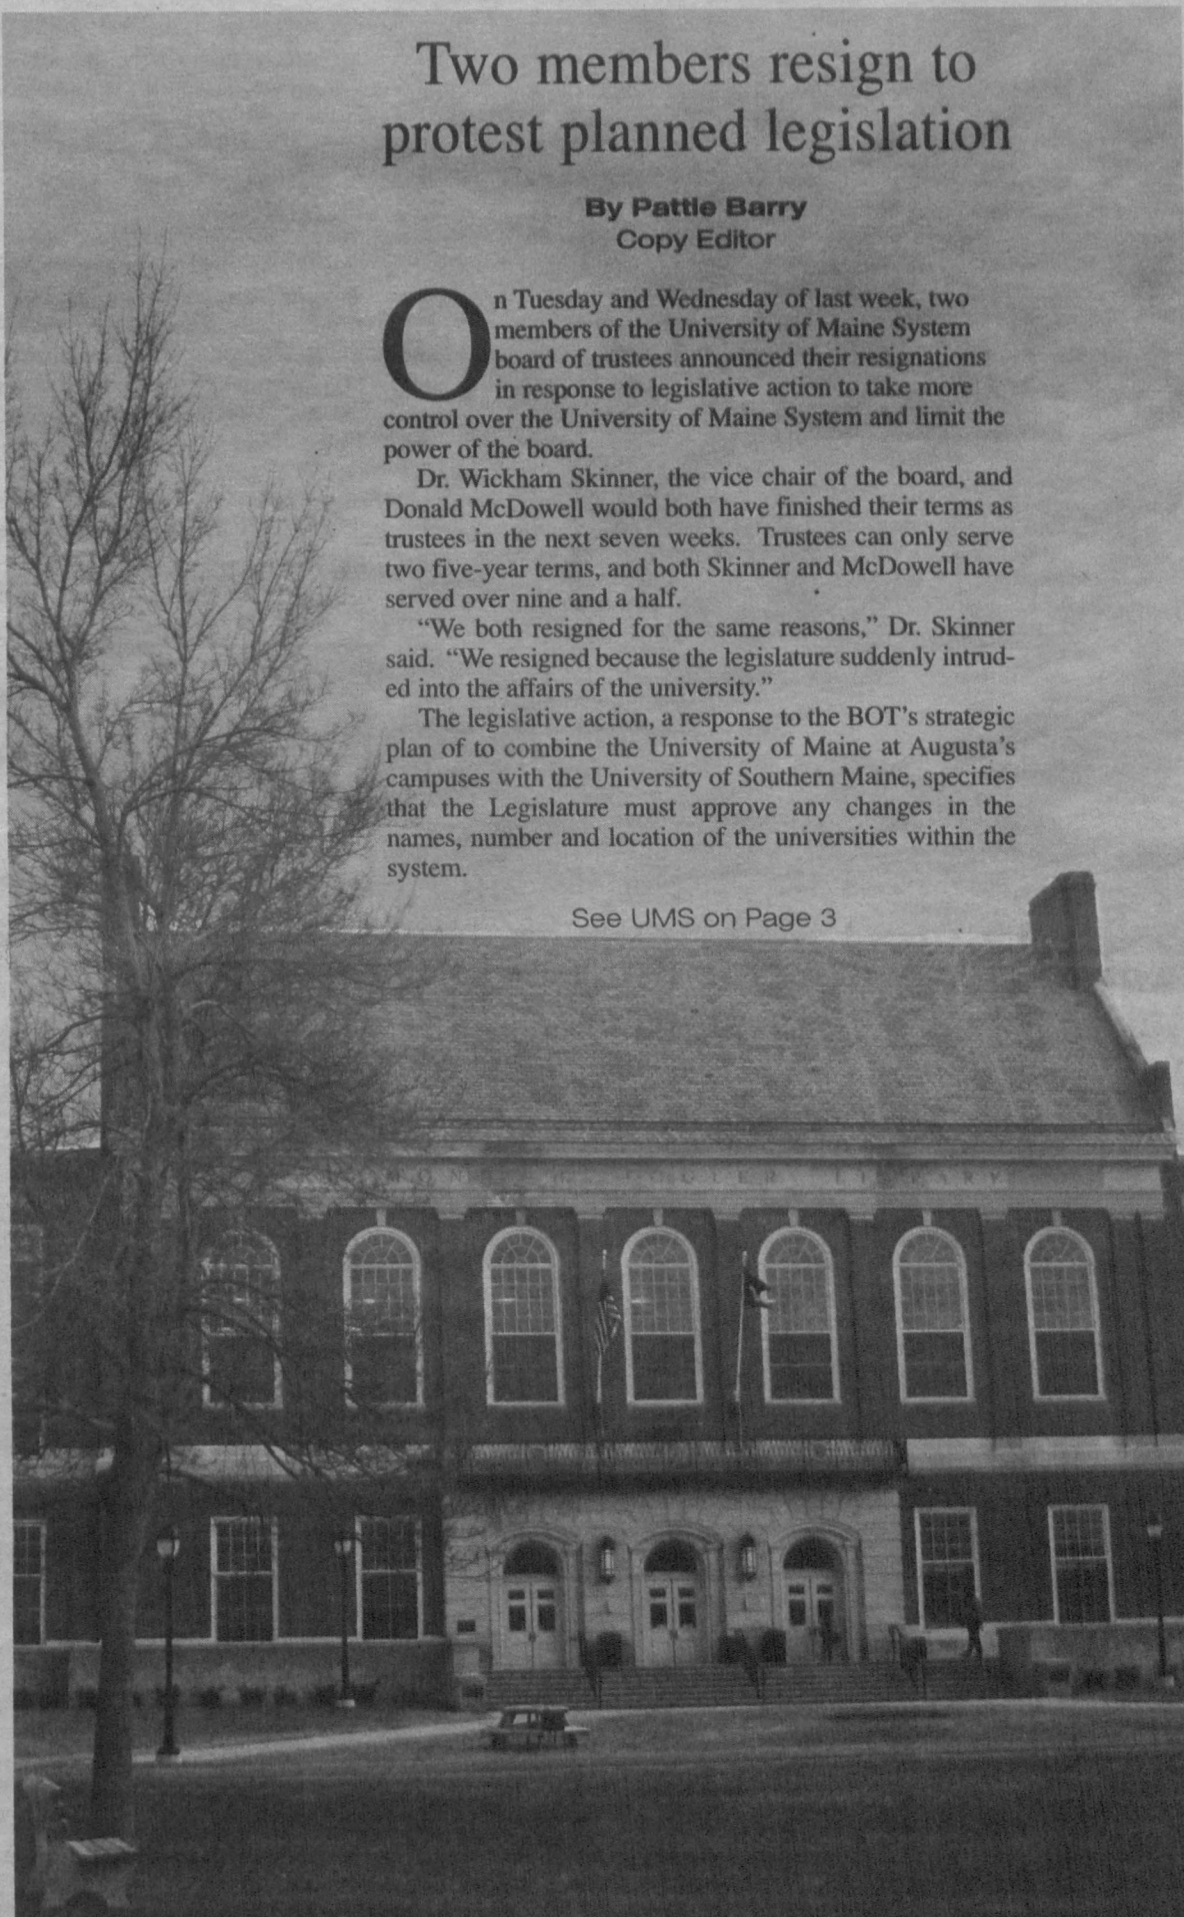 Two members resign to
protest planned legislation
By Pattie Barry
Copy Editor
On Tuesday and Wednesday of last week, two
members of the University of Maine System
board of trustees announced their resignations
in response to legislative action to take more
control over the University of Maine System and limit the
power of the board.
Dr. Wickham Skinner, the vice chair of the board, and
Donald McDowell would both have finished their terms as
trustees in the next seven weeks. Trustees can only serve
two five-year terms, and both Skinner and McDowell have
served over nine and a half.
“We both resigned for the same reasons,” Dr. Skinner
said. “We resigned because the legislature suddenly intrud-
ed into the affairs of the university.”
The legislative action, a response to the BOT’s strategic
plan of to combine the University of Maine at Augusta’s
campuses with the University of Southern Maine, specifies
that the Legislature must approve any changes in the
names, number and location of the universities within the
system.
See UMS on Page 3
LIBRARY